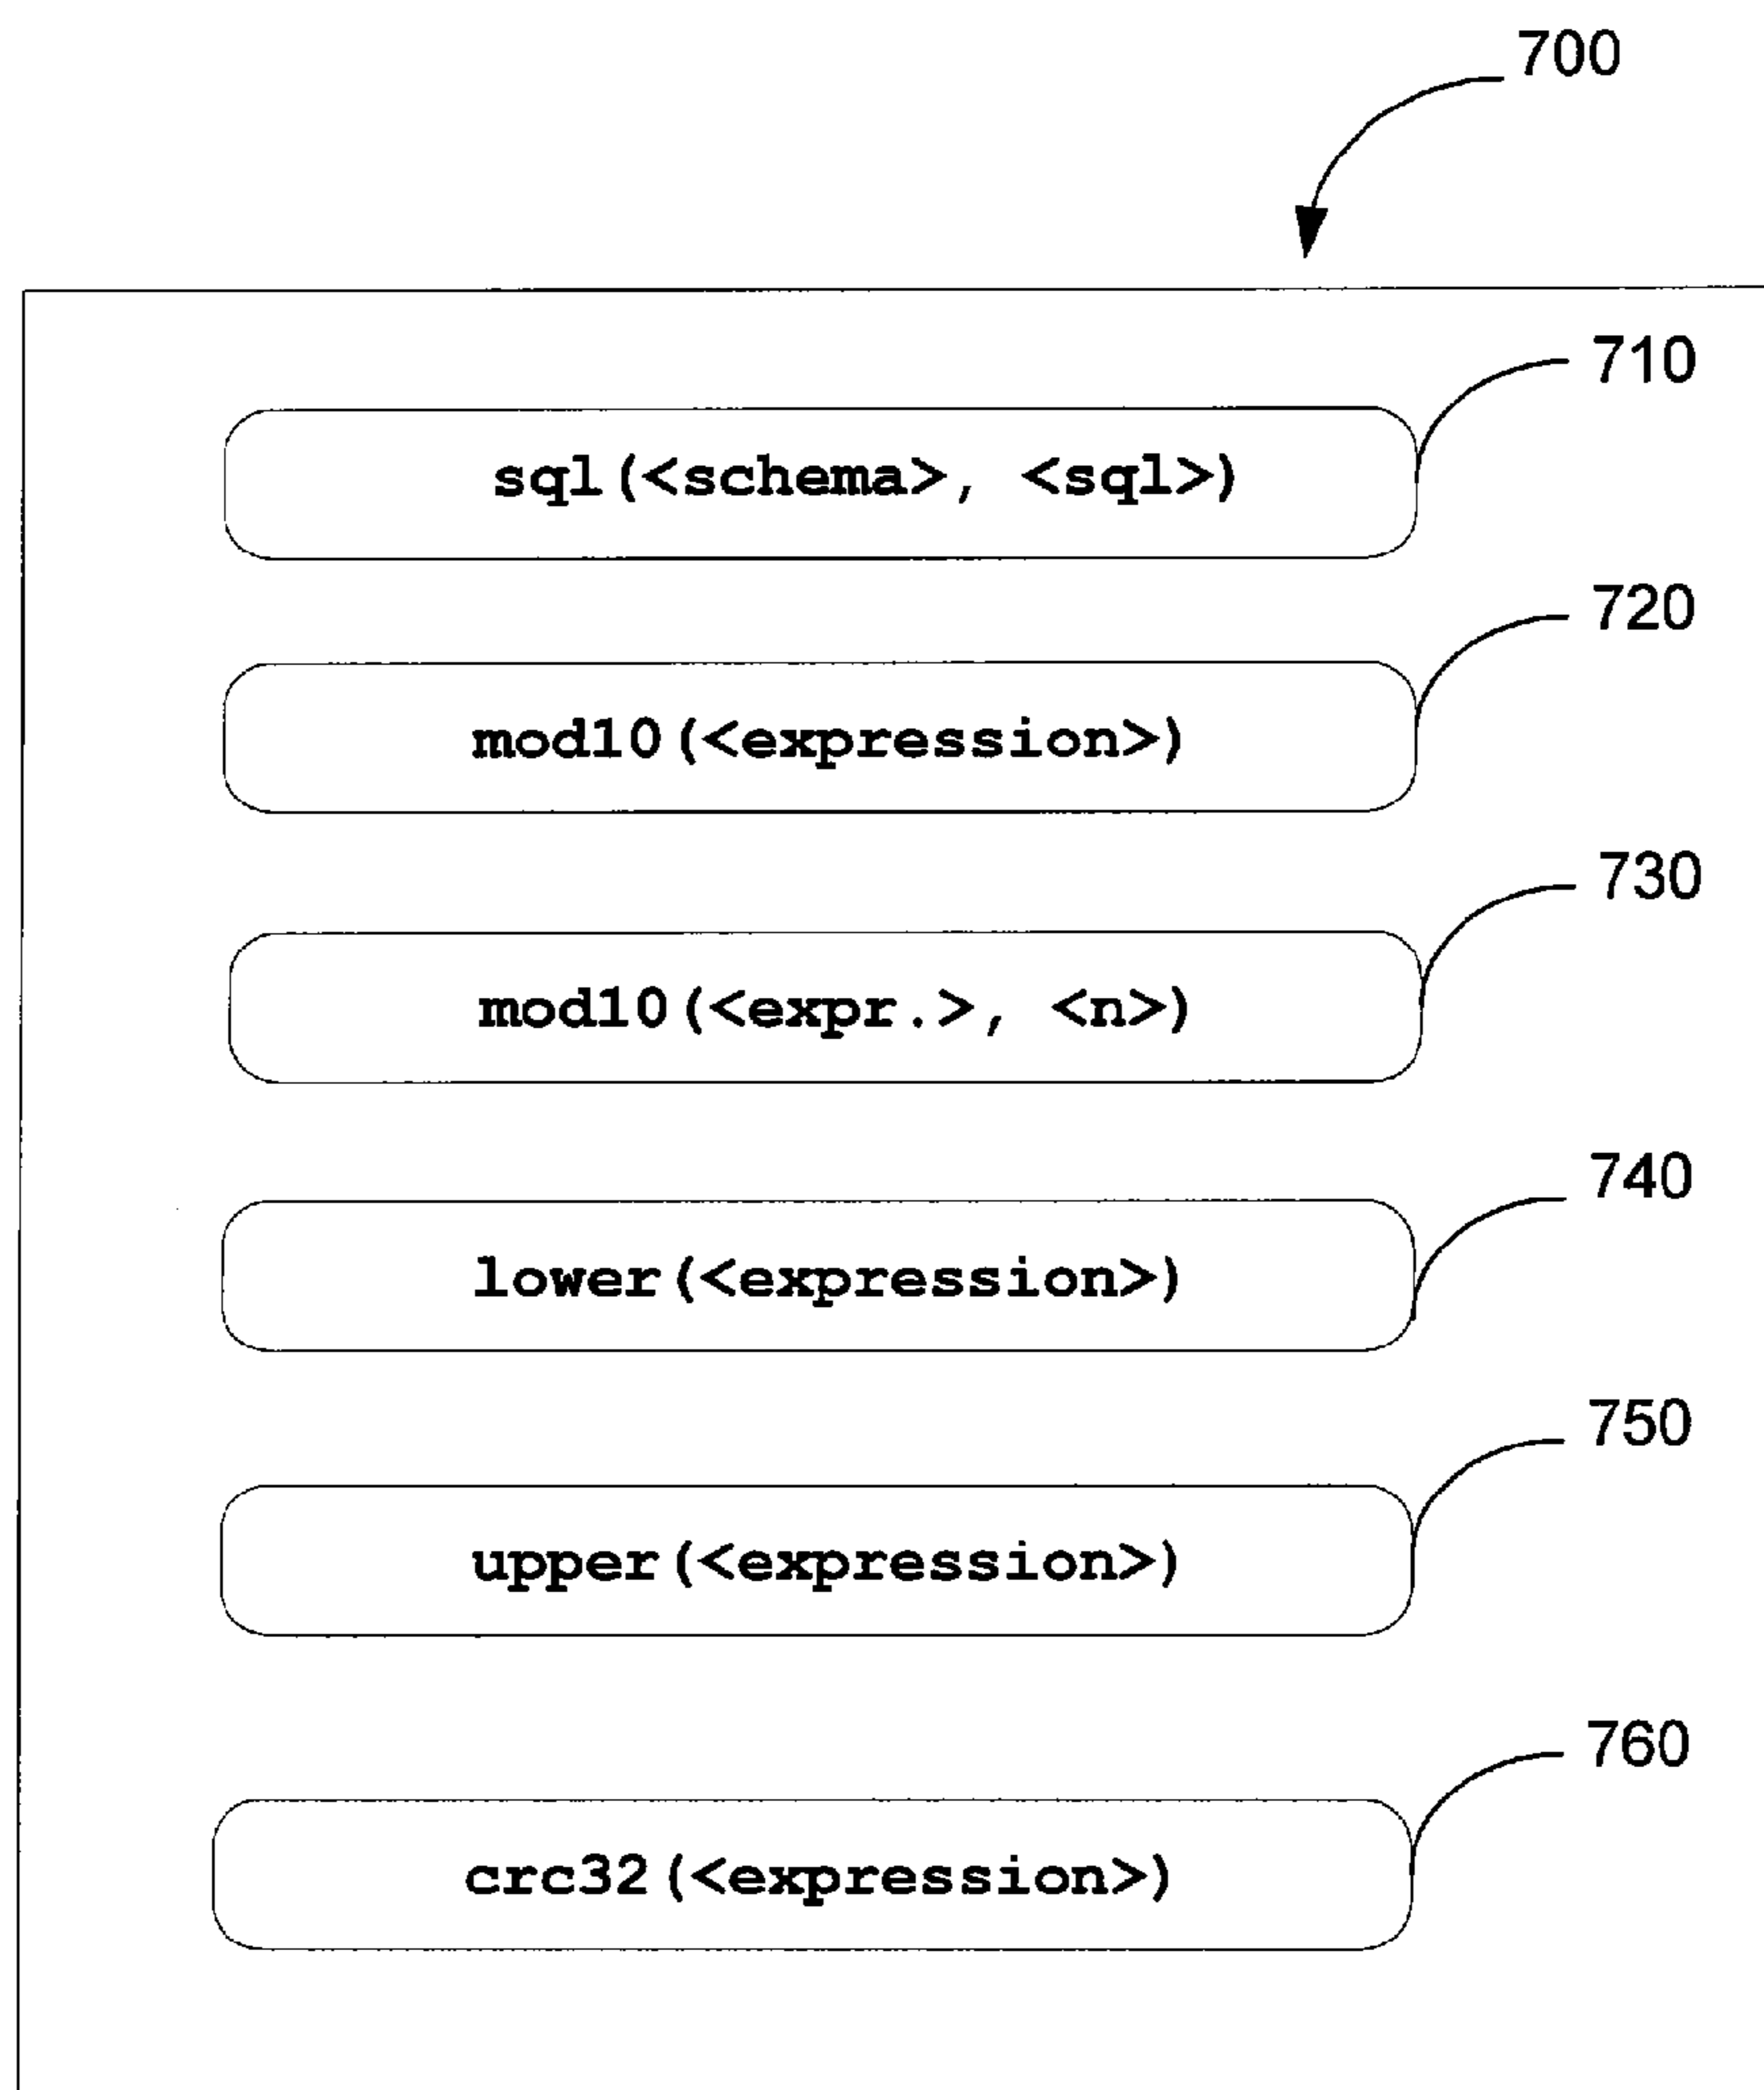 700
710
sql(<schema>, <sql>)
720
mod10(<expression>)
730
mod10(<expr.>, <n>)
740
lower(<expression>)
750
upper(<expression>)
760
crc32(<expression>)